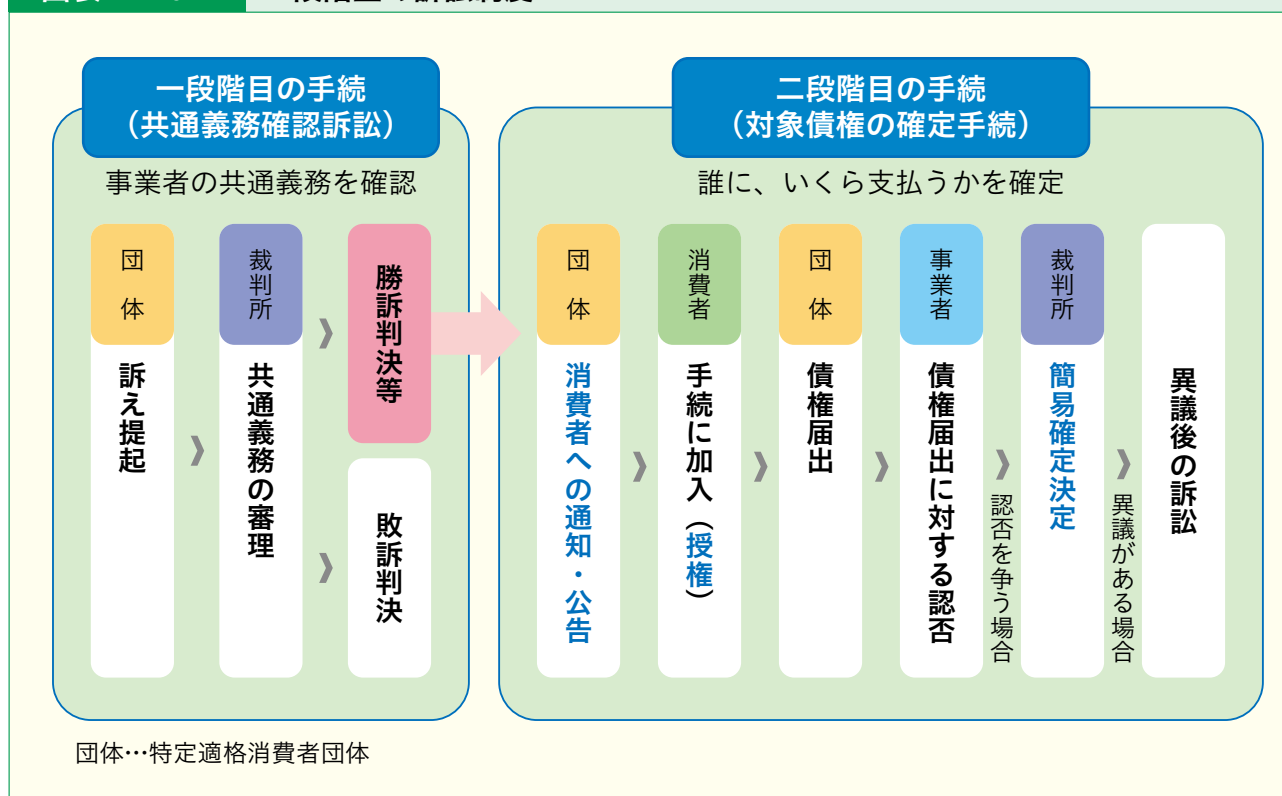 一段階目の手続
（共通義務確認訴訟）
事業者の共通義務を確認
団体
訴え提起
裁判所
共通義務の審理
勝訴判決等
敗訴判決
二段階目の手続
（対象債権の確定手続）
誰に、いくら支払うかを確定
団体
消費者への通知・公告
消費者
手続に加入（授権）
団体
債権届出
事業者
債権届出に対する認否
認否を争う場合
裁判所
簡易確定決定
異議がある場合
異議後の訴訟
団体…特定適格消費者団体